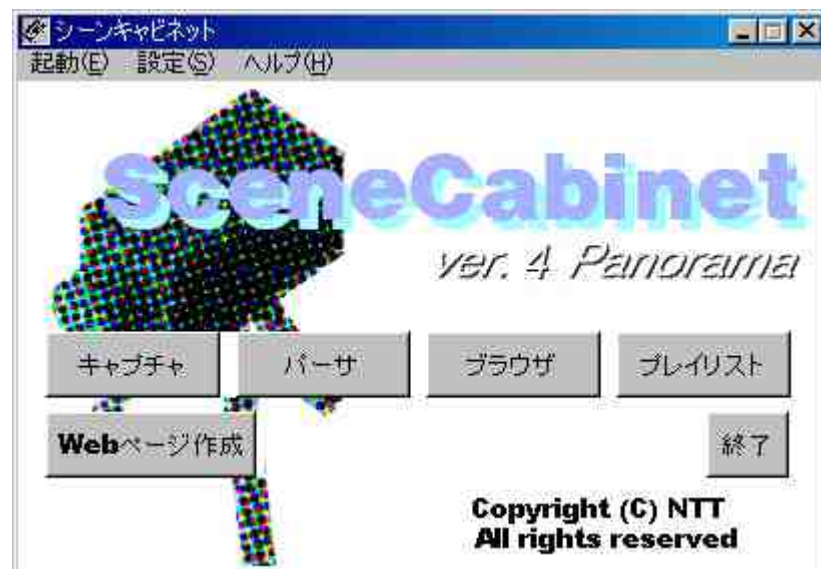 シーンキャビネット
起動(E) 設定(S) ヘルプ(H)
SceneCabinet
ver. 4 Panorama
キャプチャ パーサ ブラウザ プレイリスト
Webページ作成 終了
Copyright (C) NTT
All rights reserved